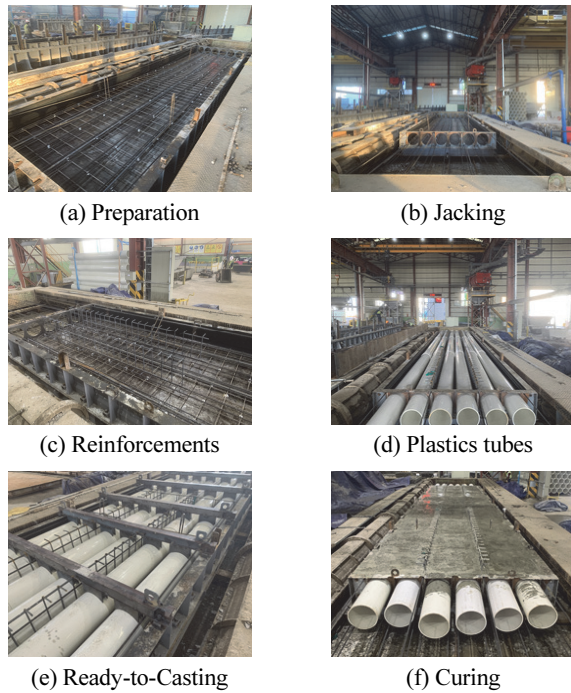 (a) Preparation
(b) Jacking
(c) Reinforcements
(d) Plastics tubes
(e) Ready-to-Casting
(f) Curing